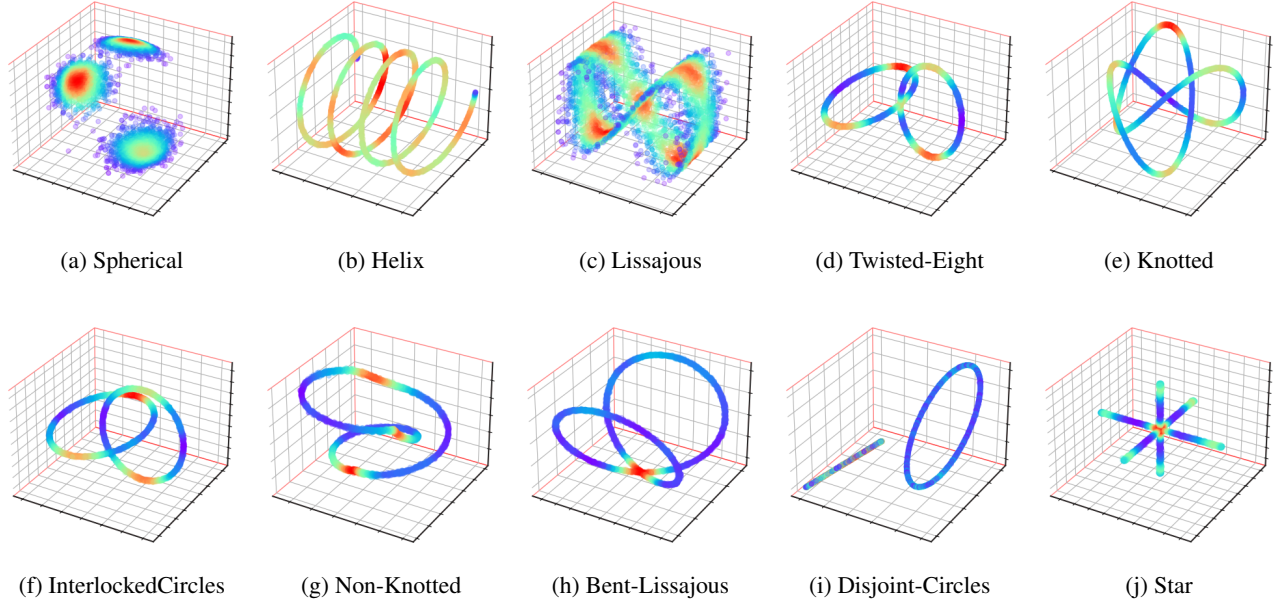 (a) Spherical
(b) Helix
(c) Lissajous
(d) Twisted-Eight
(e) Knotted
(f) InterlockedCircles
(g) Non-Knotted
(h) Bent-Lissajous
(i) Disjoint-Circles
(j) Star